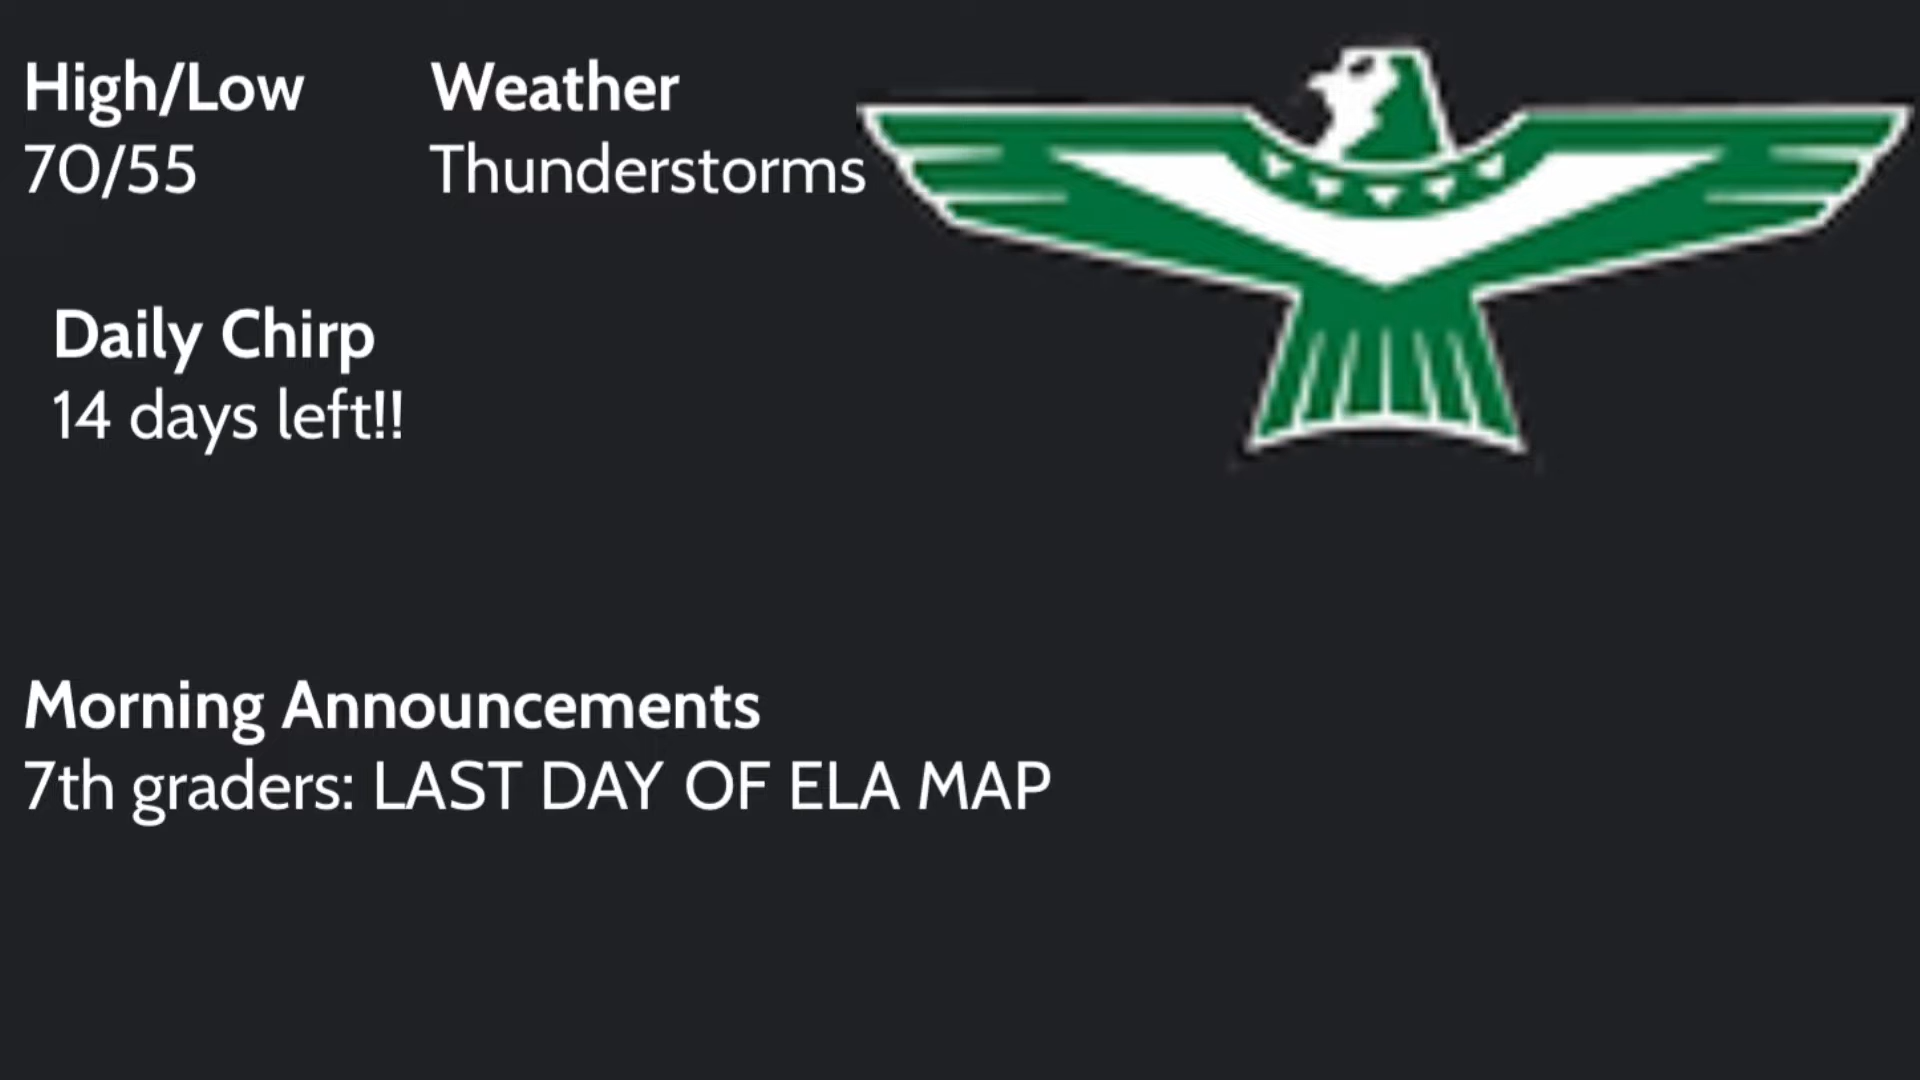 High/Low
70/55
Weather
Thunderstorms
Daily Chirp
14 days left!!
Morning Announcements
7th graders: LAST DAY OF ELA MAP